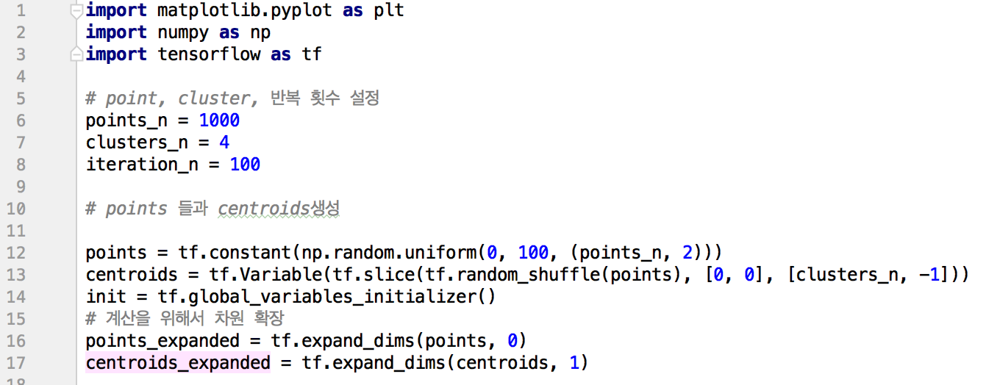 1 import matplotlib.pyplot as plt
2 import numpy as np
3 import tensorflow as tf
4
5 # point, cluster, 반복 횟수 설정
6 points_n = 1000
7 clusters_n = 4
8 iteration_n = 100
9
10 # points 들과 centroids생성
11
12 points = tf.constant(np.random.uniform(0, 100, (points_n, 2)))
13 centroids = tf.Variable(tf.slice(tf.random_shuffle(points), [0, 0], [clusters_n, -1]))
14 init = tf.global_variables_initializer()
15 # 계산을 위해서 차원 확장
16 points_expanded = tf.expand_dims(points, 0)
17 centroids_expanded = tf.expand_dims(centroids, 1)
18